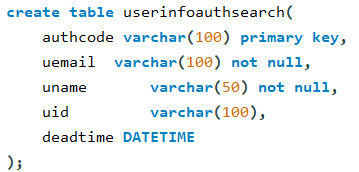 create table userinfoauthsearch(
    authcode varchar(100) primary key,
    uemail  varchar(100) not null,
    uname       varchar(50) not null,
    uid         varchar(100),
    deadtime DATETIME
);